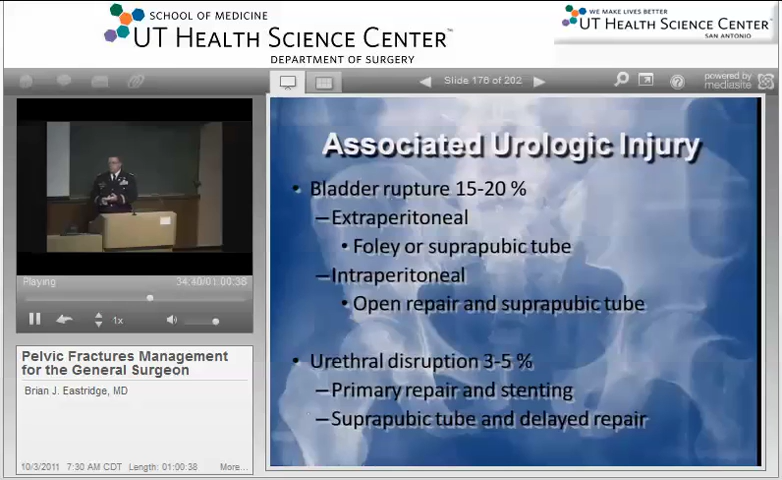 SCHOOL OF MEDICINE
UT HEALTH SCIENCE CENTER™
DEPARTMENT OF SURGERY
WE MAKE LIVES BETTER
UT HEALTH SCIENCE CENTER
SAN ANTONIO
Slide 176 of 202
powered by
mediasite
Playing
34:40/01:00:38
1x
Pelvic Fractures Management
for the General Surgeon
Brian J. Eastridge, MD
10/3/2011 7:30 AM CDT Length: 01:00:38 More...
Associated Urologic Injury
• Bladder rupture 15-20 %
–Extraperitoneal
• Foley or suprapubic tube
–Intraperitoneal
• Open repair and suprapubic tube
• Urethral disruption 3-5 %
–Primary repair and stenting
–Suprapubic tube and delayed repair